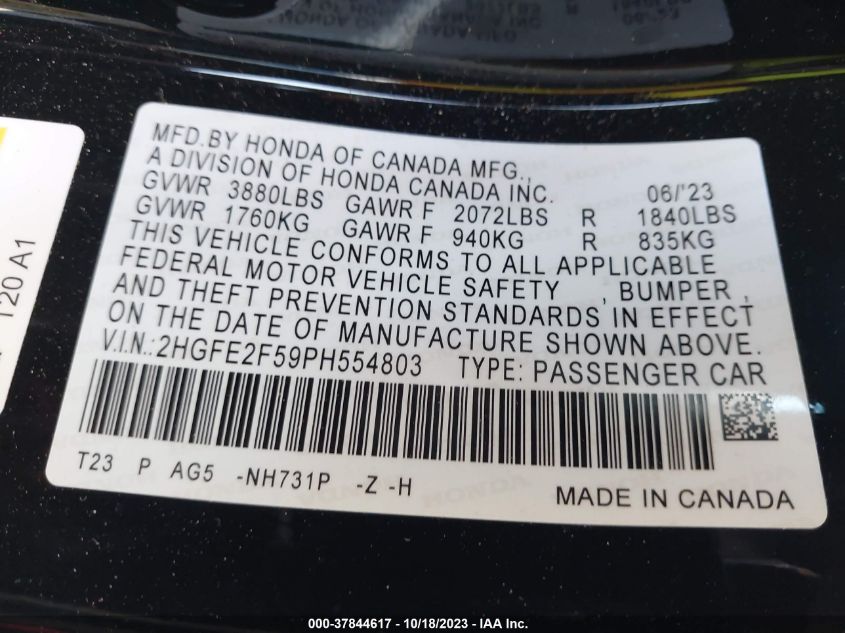 MFD.BY HONDA OF CANADA MFG.,
A DIVISION OF HONDA CANADA INC. 06/'23
GVWR 3880LBS GAWR F 2072LBS R 1840LBS
GVWR 1760KG GAWR F 940KG R 835KG
THIS VEHICLE CONFORMS TO ALL APPLICABLE
FEDERAL MOTOR VEHICLE SAFETY , BUMPER ,
AND THEFT PREVENTION STANDARDS IN EFFECT
ON THE DATE OF MANUFACTURE SHOWN ABOVE.
V.I.N.:2HGFE2F59PH554803 TYPE: PASSENGER CAR
T23 P AG5 -NH731P -Z -H
MADE IN CANADA
T20 A1
000-37844617 - 10/18/2023 - IAA Inc.